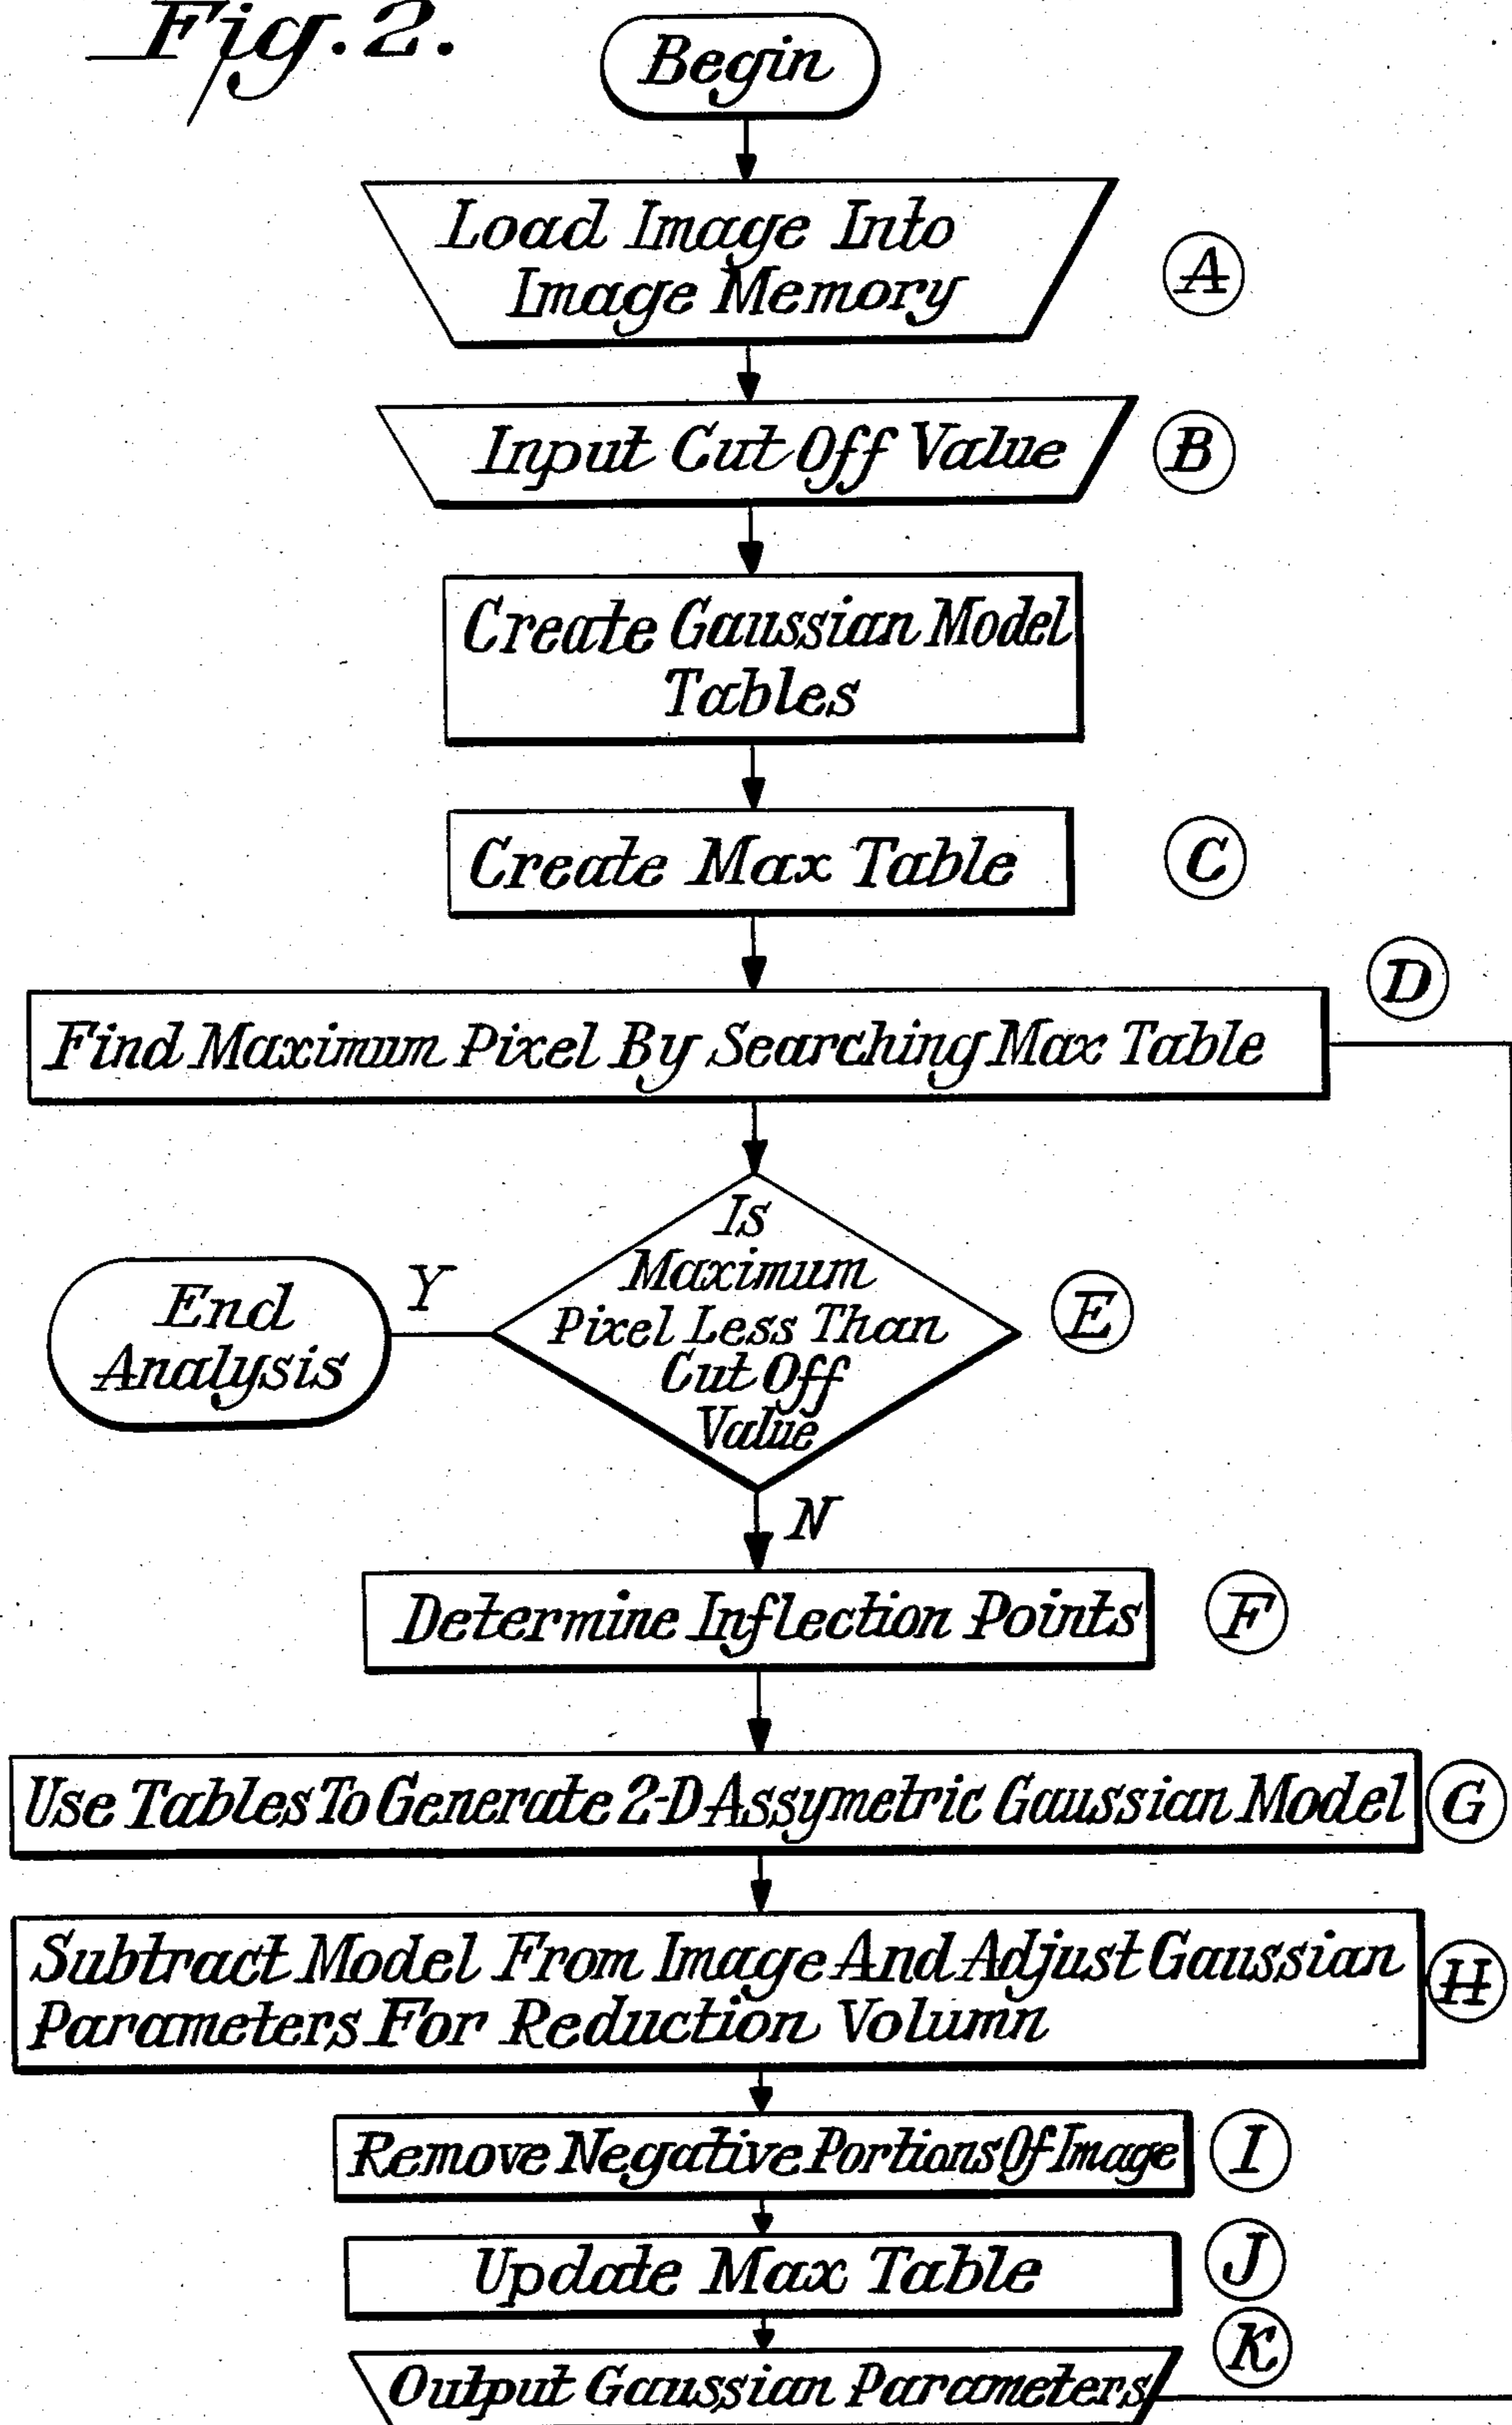 Fig. 2.
Begin
Load Image Into
Image Memory
A
Input Cut Off Value
B
Create Gaussian Model
Tables
Create Max Table
C
D
Find Maximum Pixel By Searching Max Table
Is
Maximum
Pixel Less Than
Cut Off
Value
E
Y
End
Analysis
N
Determine Inflection Points
F
Use Tables To Generate 2-D Assymetric Gaussian Model
G
Subtract Model From Image And Adjust Gaussian
Parameters For Reduction Volumn
H
Remove Negative Portions Of Image
I
Update Max Table
J
K
Output Gaussian Parameters